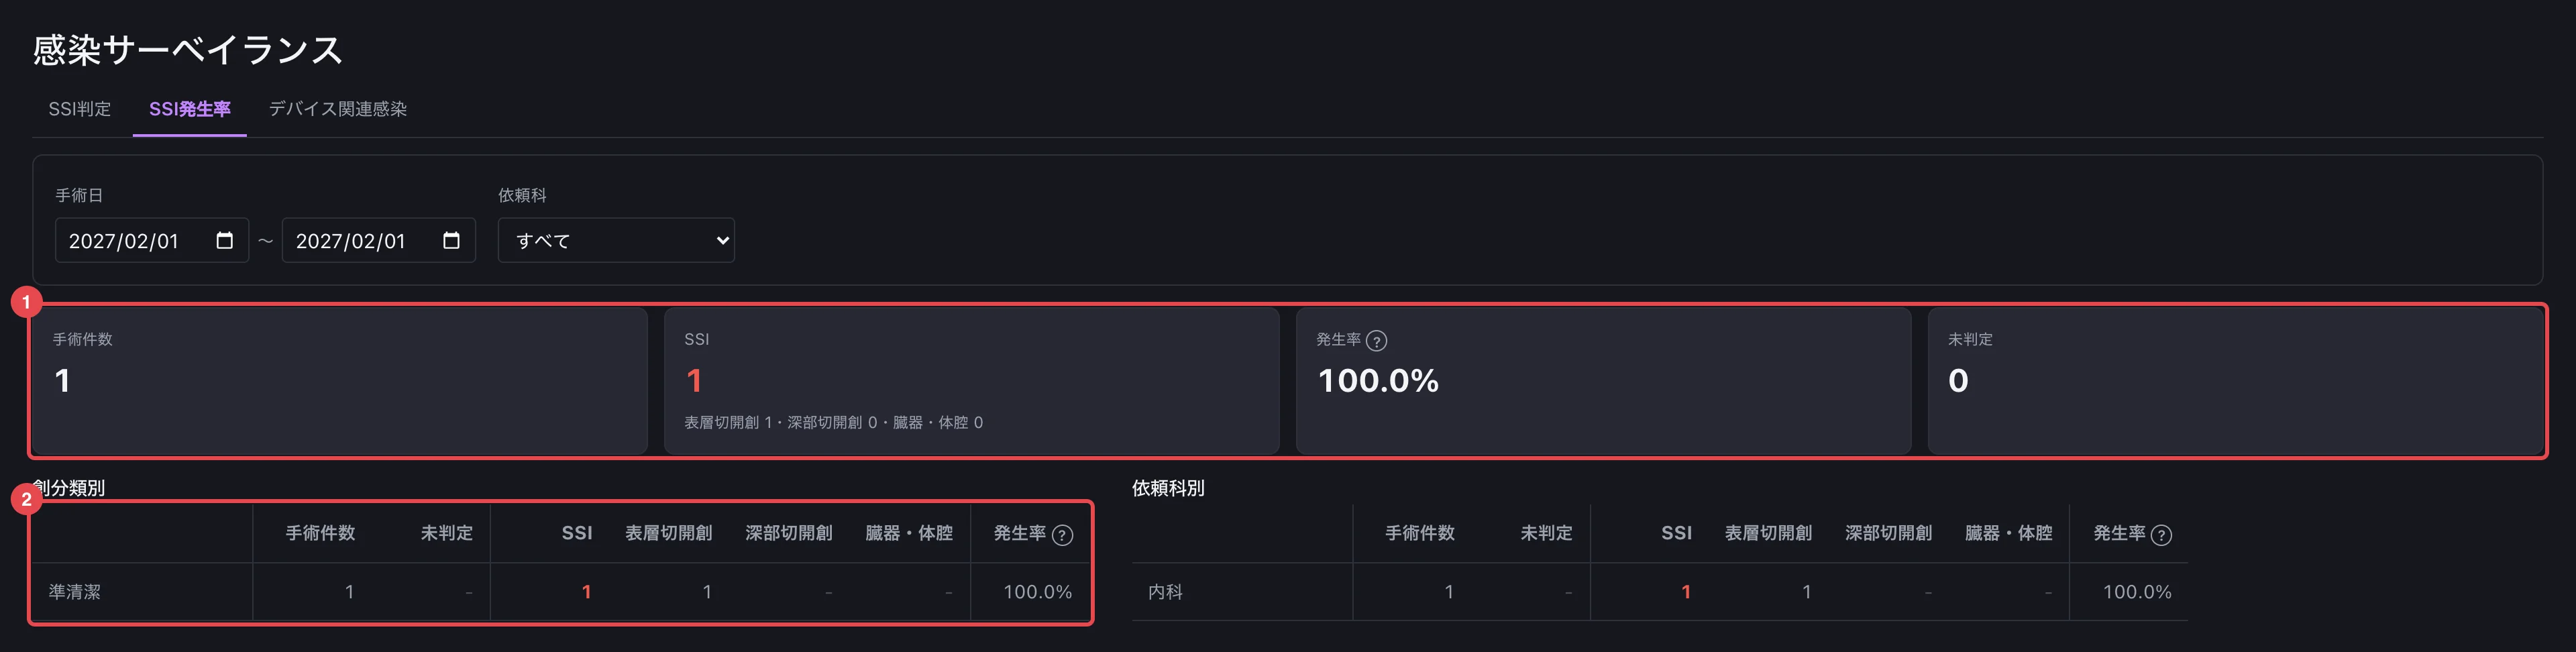 感染サーベイランス
SSI判定 SSI発生率 デバイス関連感染
手術日 依頼科
2027/02/01 ～ 2027/02/01 すべて
1
手術件数 SSI 発生率 ? 未判定
1 1 100.0% 0
表層切開創 1・深部切開創 0・臓器・体腔 0
2
創分類別 依頼科別
手術件数 未判定 SSI 表層切開創 深部切開創 臓器・体腔 発生率 ? 手術件数 未判定 SSI 表層切開創 深部切開創 臓器・体腔 発生率 ?
準清潔 1 - 1 1 - - 100.0% 内科 1 - 1 1 - - 100.0%